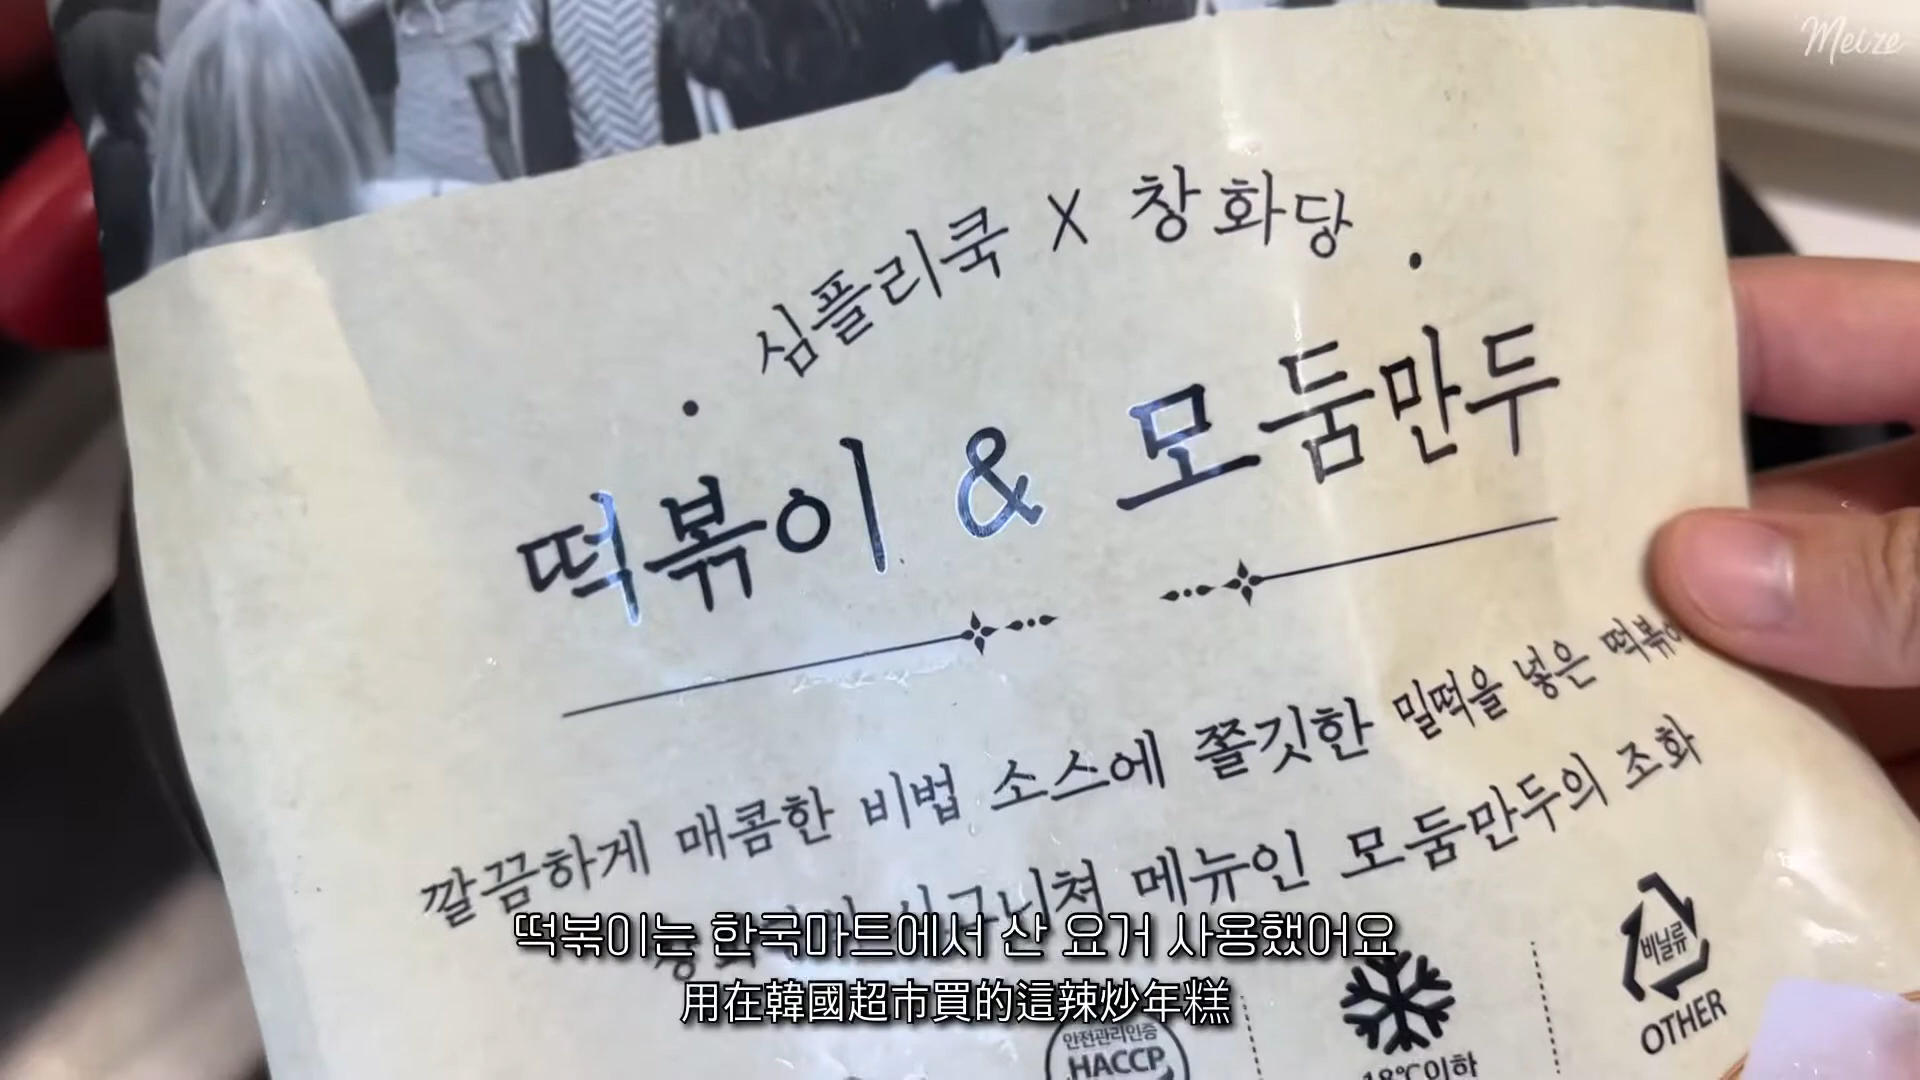 Meize
심플리쿡 X 창화당
떡볶이 & 모둠만두
깔끔하게 매콤한 비법 소스에 쫄깃한 밀떡을 넣은
시그니쳐 메뉴인 모둠만두의 조화
떡볶이는 한국마트에서 산 요거 사용했어요
用在韓國超市買的這辣炒年糕
안전관리인증
HACCP
-18℃이하
비닐류
OTHER